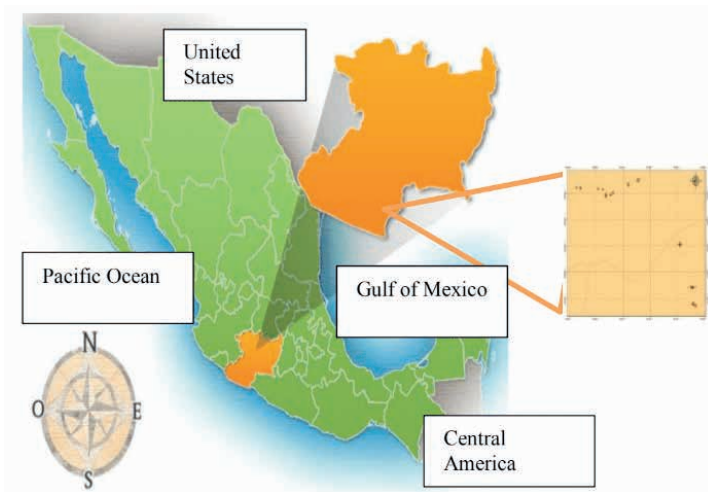 United
States
Pacific Ocean
Gulf of Mexico
N
O
E
S
Central
America